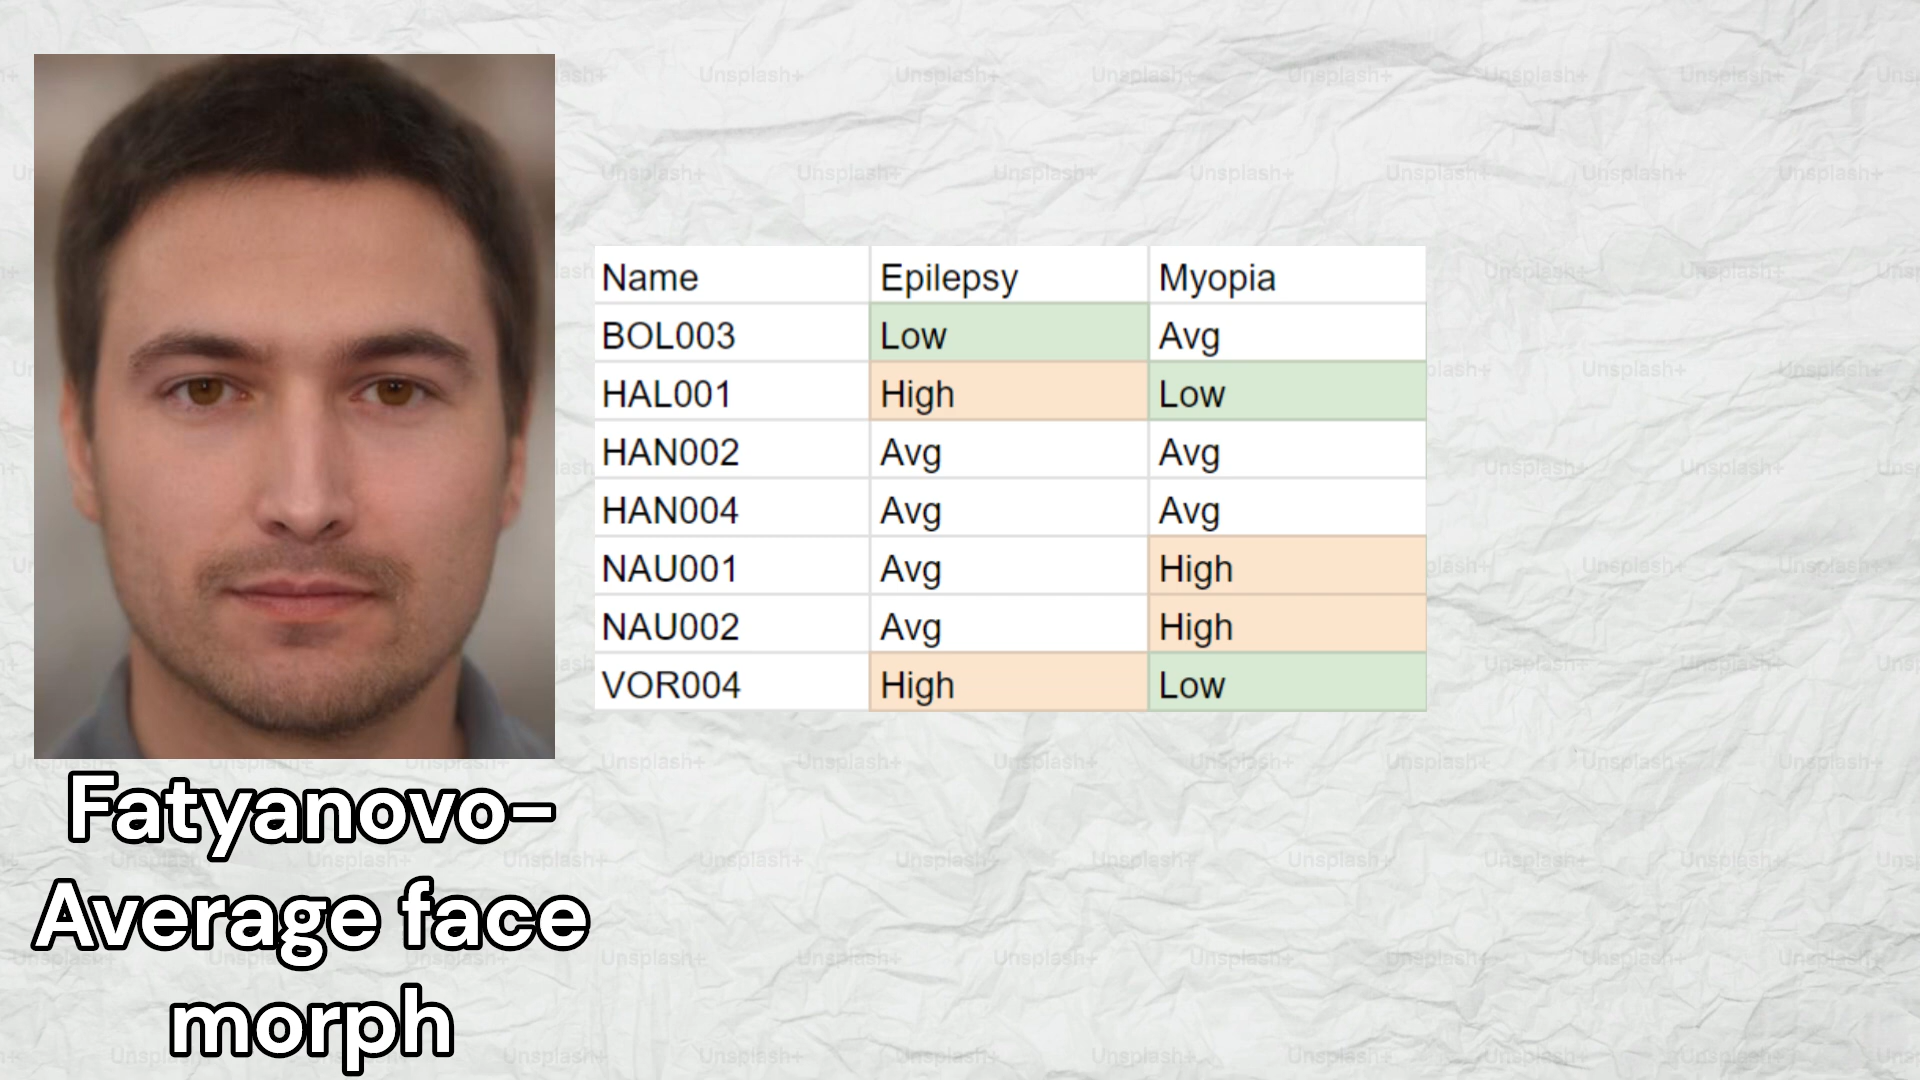 Name Epilepsy Myopia
BOL003 Low Avg
HAL001 High Low
HAN002 Avg Avg
HAN004 Avg Avg
NAU001 Avg High
NAU002 Avg High
VOR004 High Low
Fatyanovo-
Average face
morph
Unsplash+